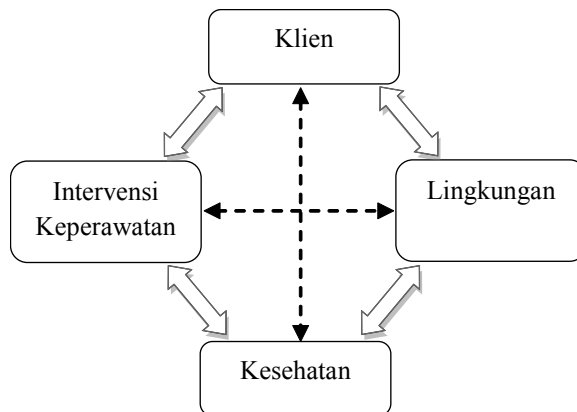 Klien
Intervensi
Keperawatan
Lingkungan
Kesehatan